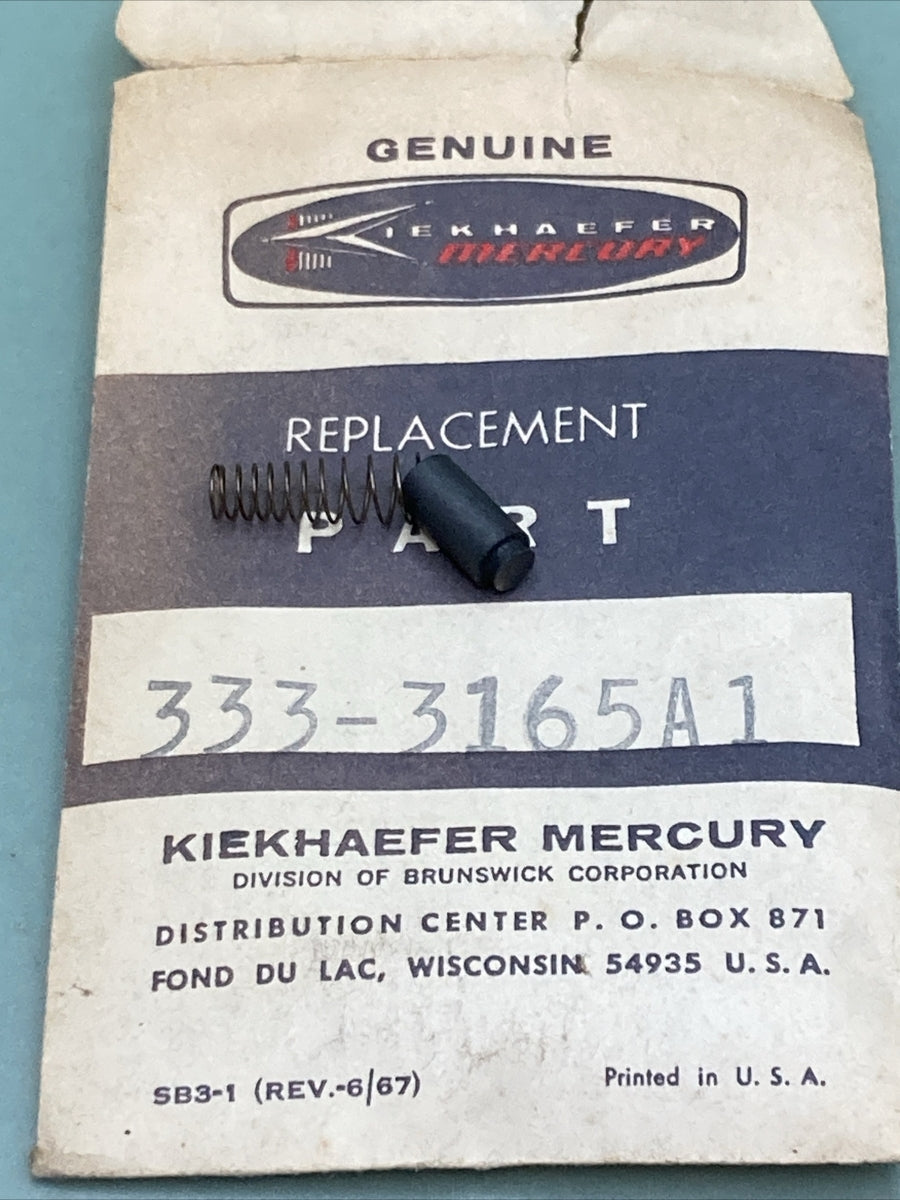 GENUINE
KIEKHAEFER
MERCURY
REPLACEMENT
PART
333-3165A1
KIEKHAEFER MERCURY
DIVISION OF BRUNSWICK CORPORATION
DISTRIBUTION CENTER P. O. BOX 871
FOND DU LAC, WISCONSIN 54935 U. S. A.
SB3-1 (REV.-6/67)
Printed in U. S. A.